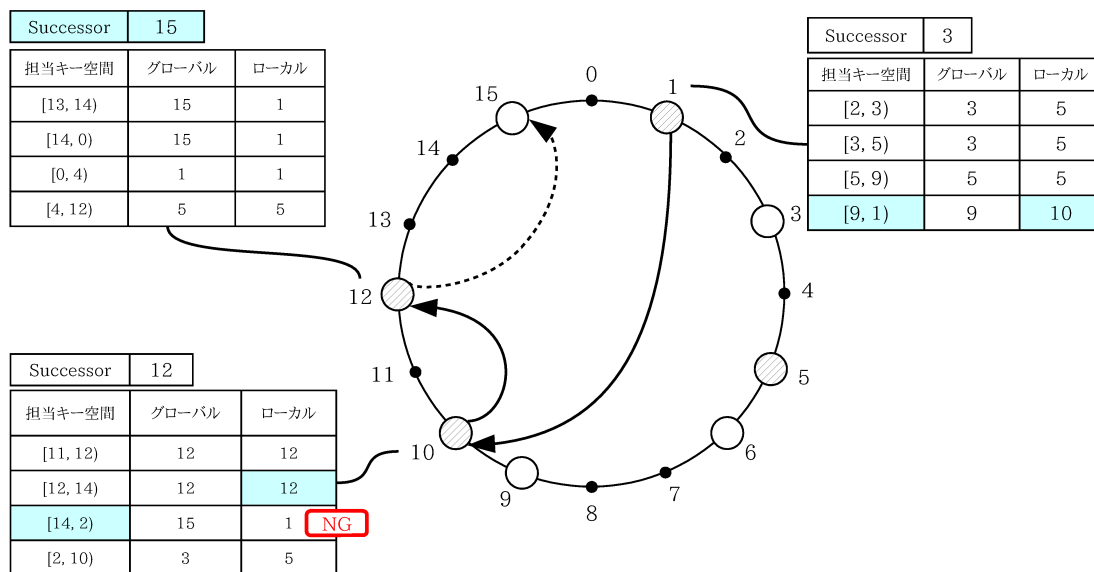 Successor 15
担当キー空間 グローバル ローカル
[13, 14) 15 1
[14, 0) 15 1
[0, 4) 1 1
[4, 12) 5 5
Successor 3
担当キー空間 グローバル ローカル
[2, 3) 3 5
[3, 5) 3 5
[5, 9) 5 5
[9, 1) 9 10
Successor 12
担当キー空間 グローバル ローカル
[11, 12) 12 12
[12, 14) 12 12
[14, 2) 15 1 NG
[2, 10) 3 5
0
1
2
3
4
5
6
7
8
9
10
11
12
13
14
15